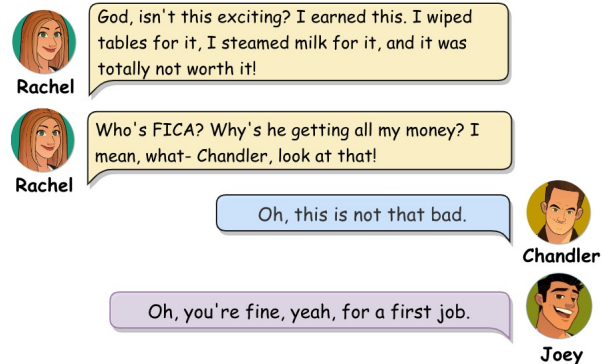 God, isn't this exciting? I earned this. I wiped
tables for it, I steamed milk for it, and it was
totally not worth it!
Rachel
Who's FICA? Why's he getting all my money? I
mean, what- Chandler, look at that!
Rachel
Oh, this is not that bad.
Chandler
Oh, you're fine, yeah, for a first job.
Joey